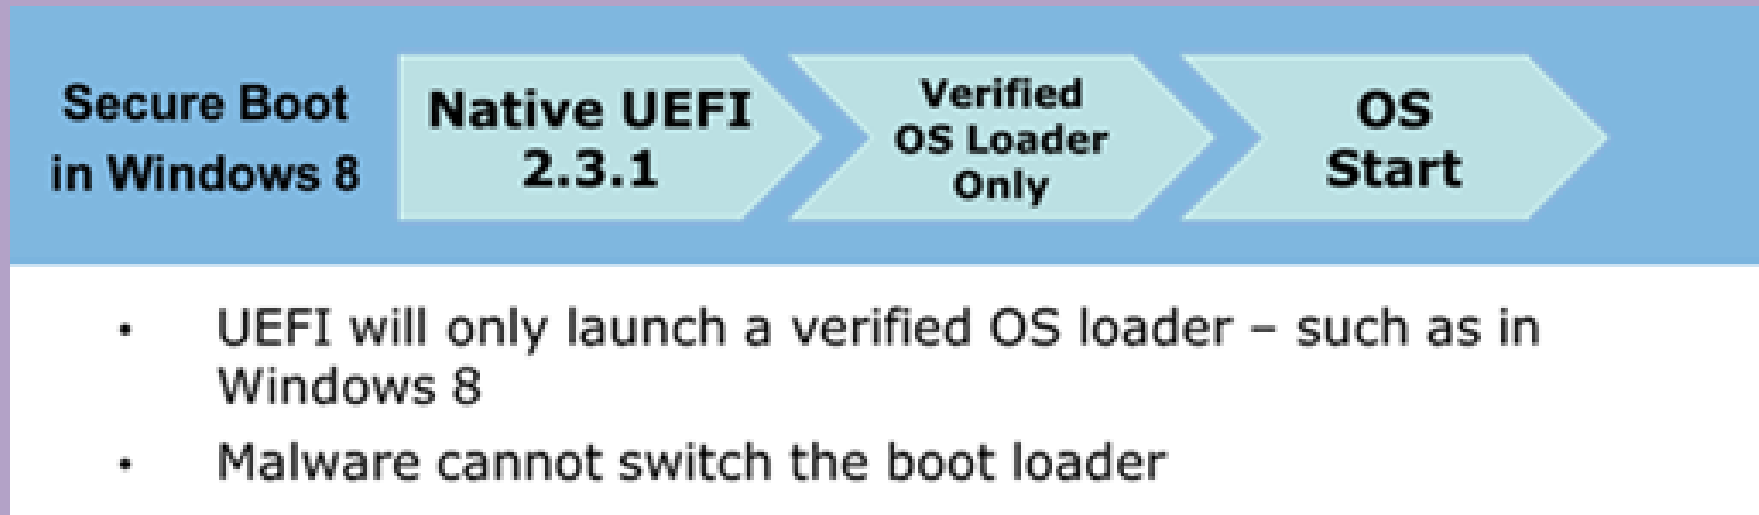 Secure Boot
in Windows 8
Native UEFI
2.3.1
Verified
OS Loader
Only
OS
Start
• UEFI will only launch a verified OS loader – such as in
Windows 8
• Malware cannot switch the boot loader